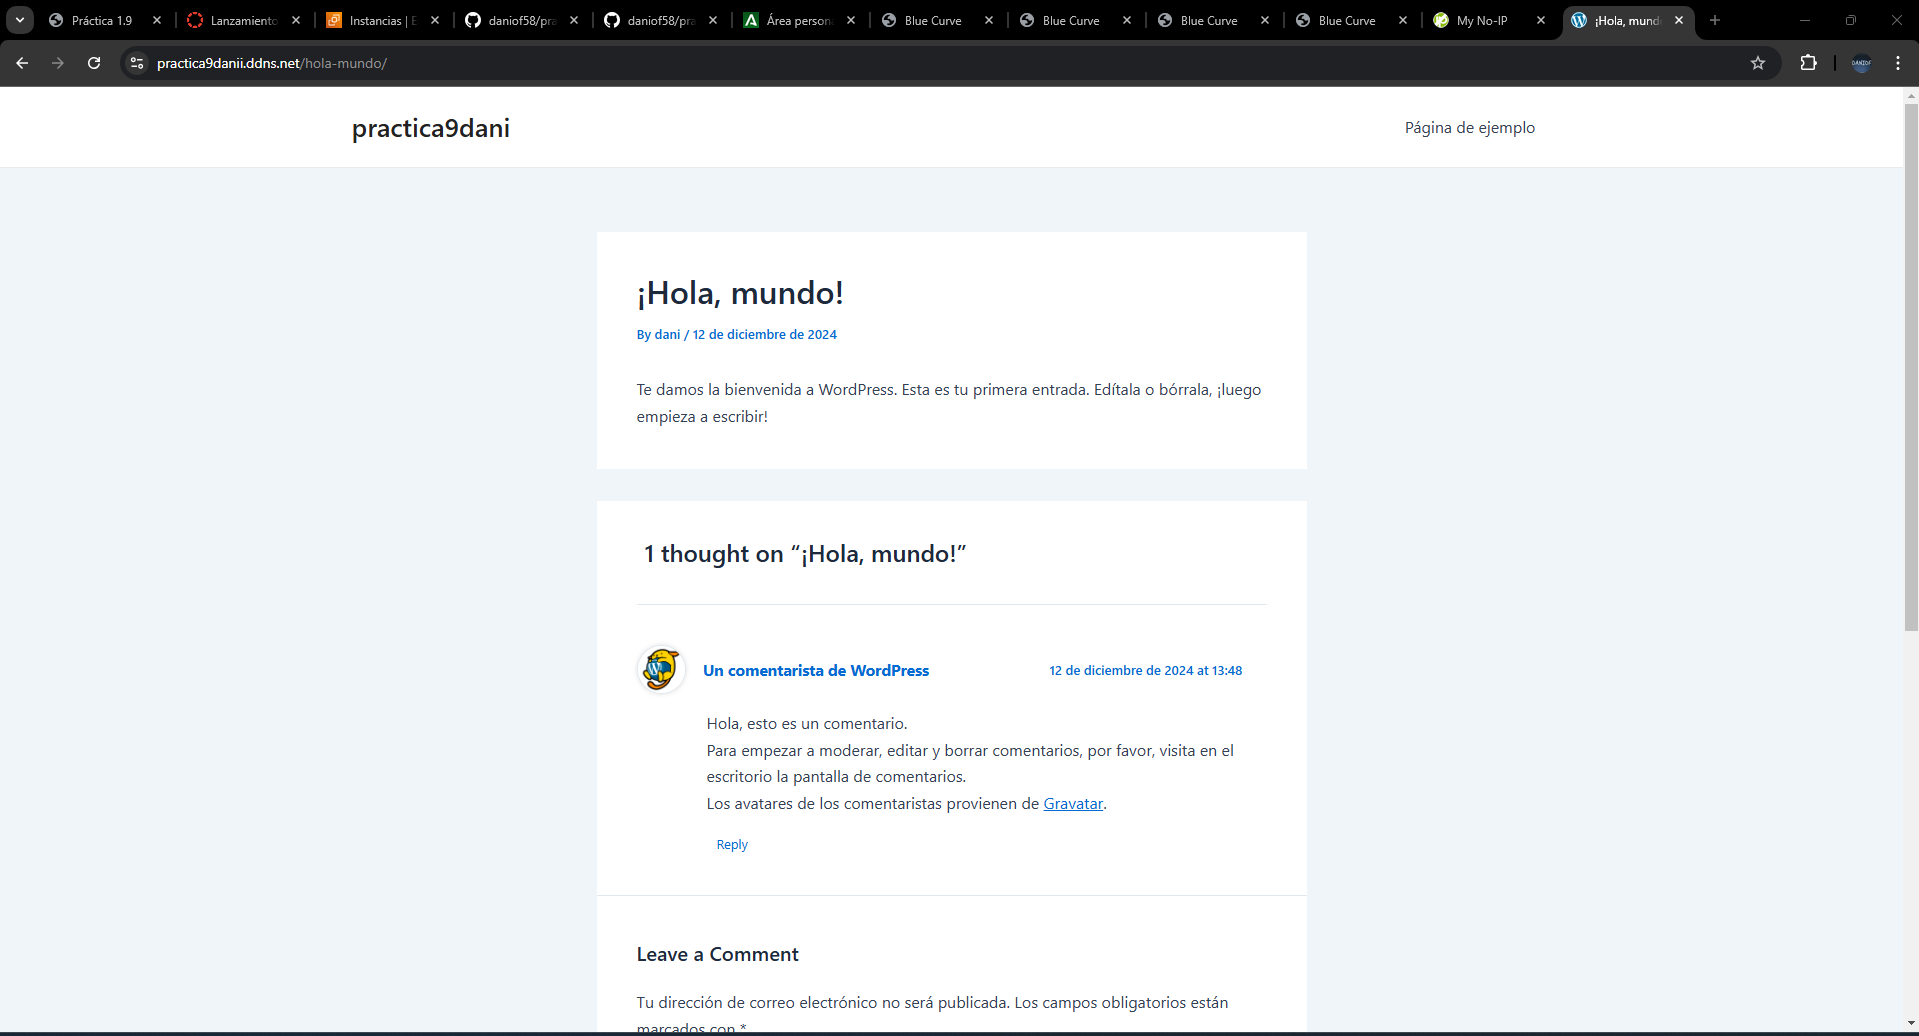 Práctica 1.9
Lanzamiento
Instancias | E
daniof58/pra
daniof58/pra
Área person
Blue Curve
Blue Curve
Blue Curve
Blue Curve
My No-IP
¡Hola, mund
practica9danii.ddns.net/hola-mundo/
DANIOF
practica9dani
Página de ejemplo
¡Hola, mundo!
By dani / 12 de diciembre de 2024
Te damos la bienvenida a WordPress. Esta es tu primera entrada. Edítala o bórrala, ¡luego
empieza a escribir!
1 thought on “¡Hola, mundo!”
Un comentarista de WordPress
12 de diciembre de 2024 at 13:48
Hola, esto es un comentario.
Para empezar a moderar, editar y borrar comentarios, por favor, visita en el
escritorio la pantalla de comentarios.
Los avatares de los comentaristas provienen de Gravatar.
Reply
Leave a Comment
Tu dirección de correo electrónico no será publicada. Los campos obligatorios están
marcados con *